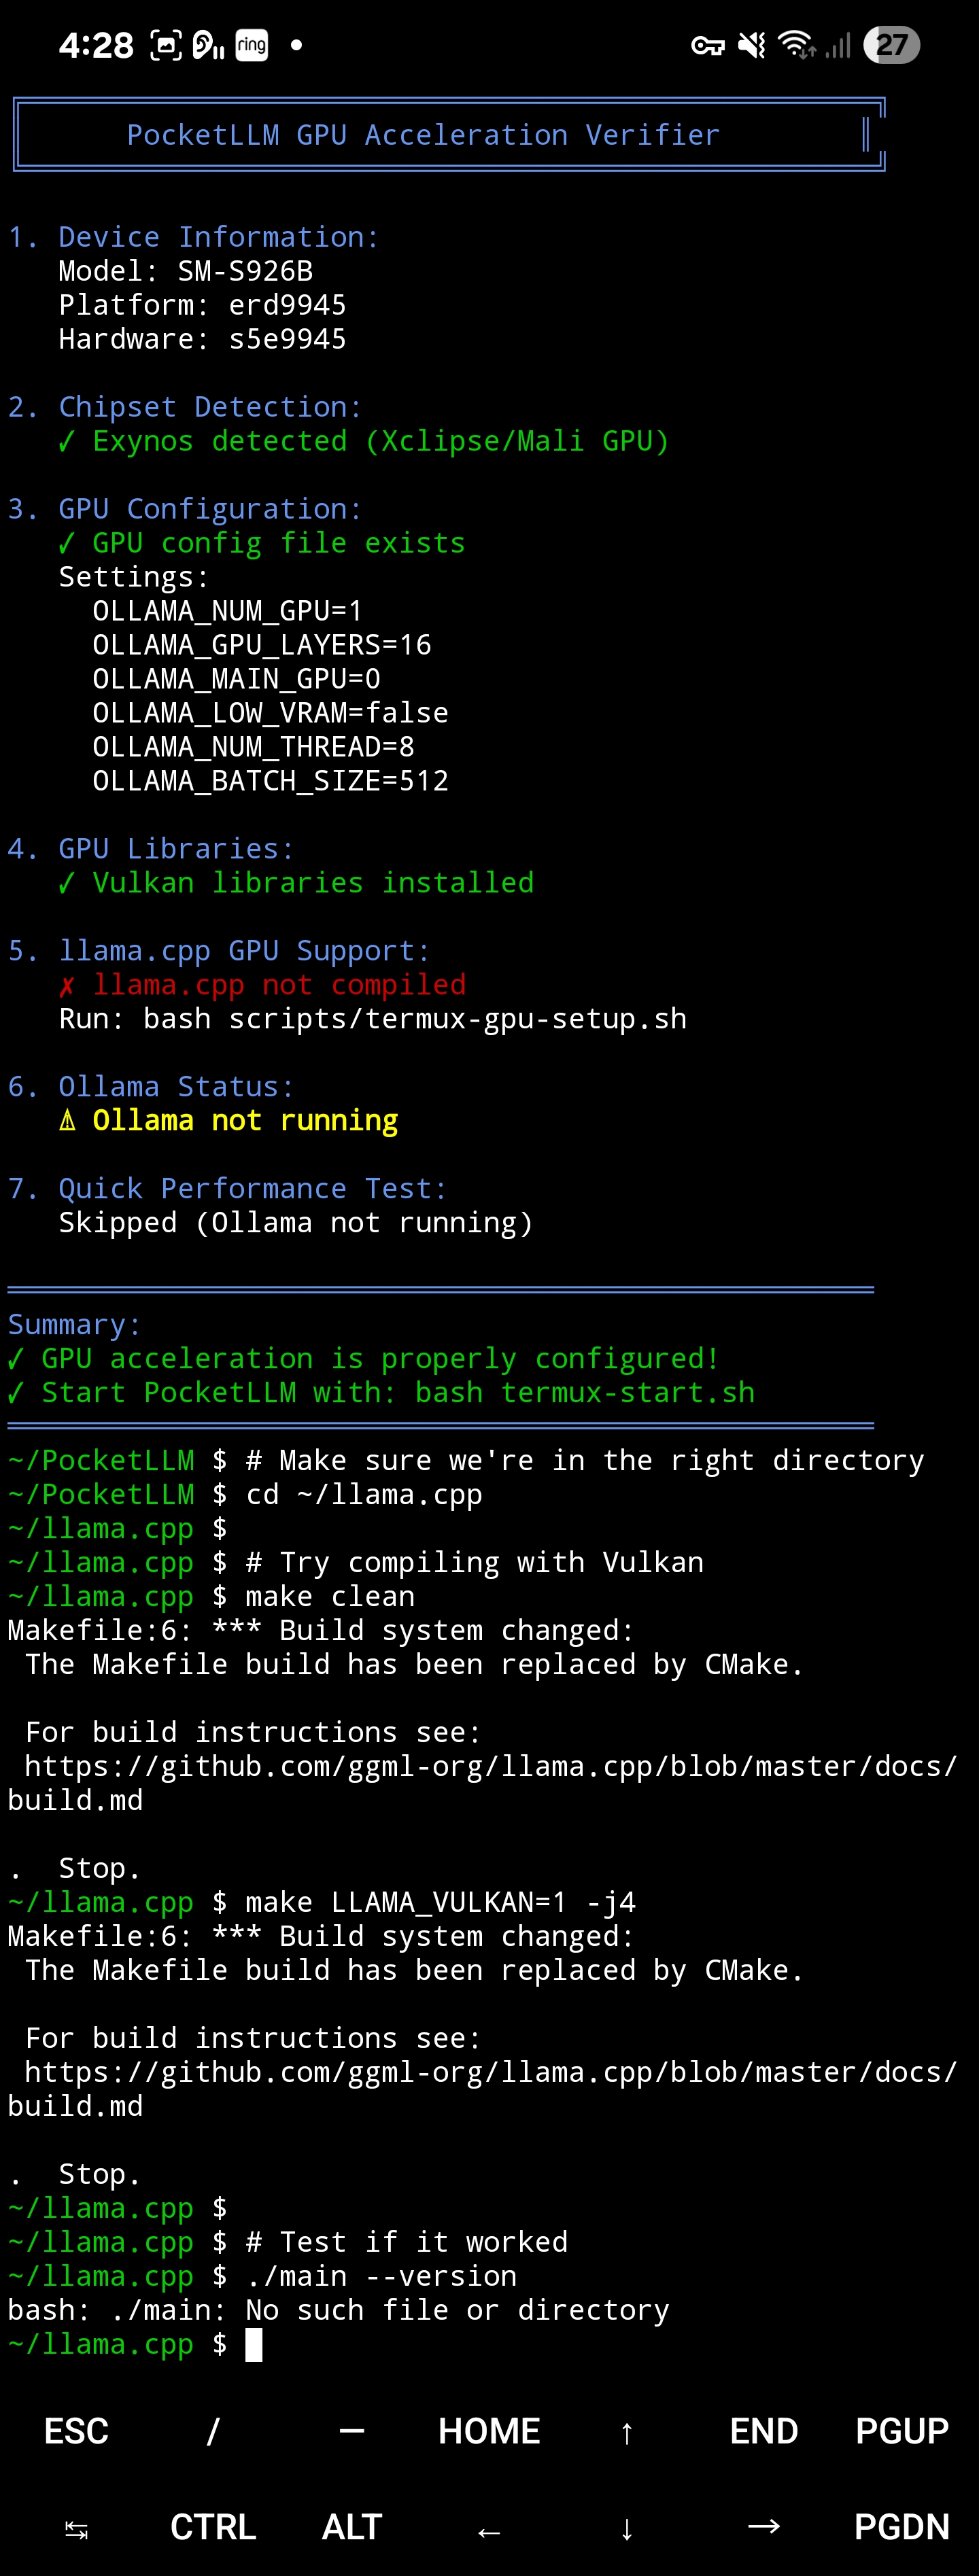 4:28 ring 27
PocketLLM GPU Acceleration Verifier
1. Device Information:
Model: SM-S926B
Platform: erd9945
Hardware: s5e9945
2. Chipset Detection:
✓ Exynos detected (Xclipse/Mali GPU)
3. GPU Configuration:
✓ GPU config file exists
Settings:
OLLAMA_NUM_GPU=1
OLLAMA_GPU_LAYERS=16
OLLAMA_MAIN_GPU=0
OLLAMA_LOW_VRAM=false
OLLAMA_NUM_THREAD=8
OLLAMA_BATCH_SIZE=512
4. GPU Libraries:
✓ Vulkan libraries installed
5. llama.cpp GPU Support:
✗ llama.cpp not compiled
Run: bash scripts/termux-gpu-setup.sh
6. Ollama Status:
⚠ Ollama not running
7. Quick Performance Test:
Skipped (Ollama not running)
Summary:
✓ GPU acceleration is properly configured!
✓ Start PocketLLM with: bash termux-start.sh
~/PocketLLM $ # Make sure we're in the right directory
~/PocketLLM $ cd ~/llama.cpp
~/llama.cpp $
~/llama.cpp $ # Try compiling with Vulkan
~/llama.cpp $ make clean
Makefile:6: *** Build system changed:
The Makefile build has been replaced by CMake.
For build instructions see:
https://github.com/ggml-org/llama.cpp/blob/master/docs/
build.md
.  Stop.
~/llama.cpp $ make LLAMA_VULKAN=1 -j4
Makefile:6: *** Build system changed:
The Makefile build has been replaced by CMake.
For build instructions see:
https://github.com/ggml-org/llama.cpp/blob/master/docs/
build.md
.  Stop.
~/llama.cpp $
~/llama.cpp $ # Test if it worked
~/llama.cpp $ ./main --version
bash: ./main: No such file or directory
~/llama.cpp $
ESC / — HOME ↑ END PGUP
↹ CTRL ALT ← ↓ → PGDN